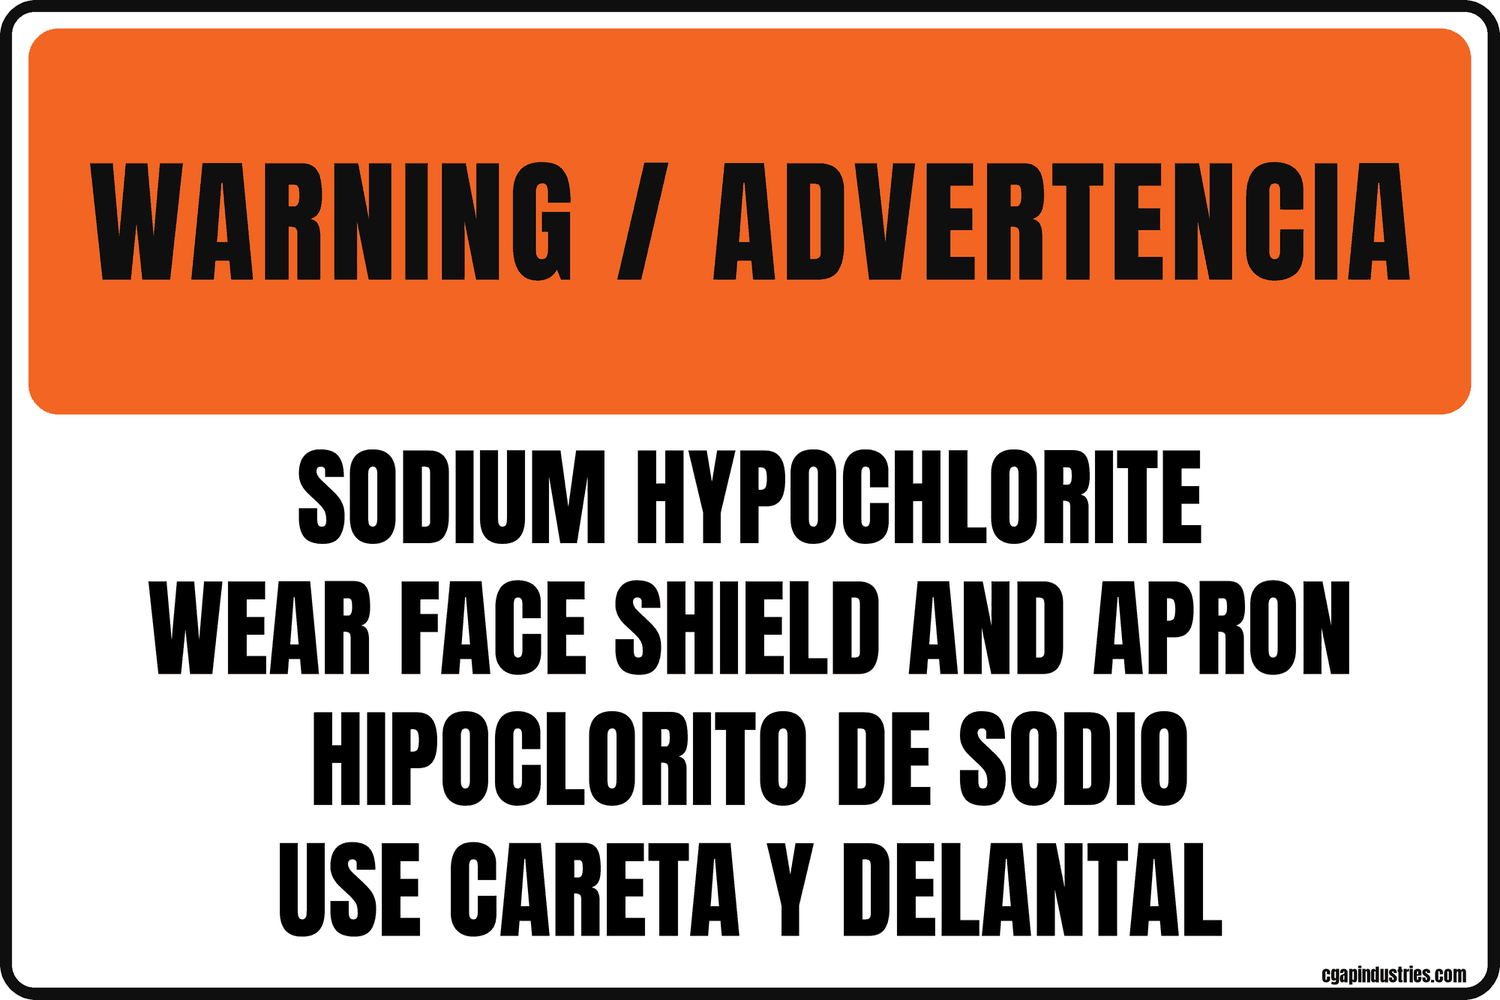 WARNING / ADVERTENCIA
SODIUM HYPOCHLORITE
WEAR FACE SHIELD AND APRON
HIPOCLORITO DE SODIO
USE CARETA Y DELANTAL
cgapindustries.com